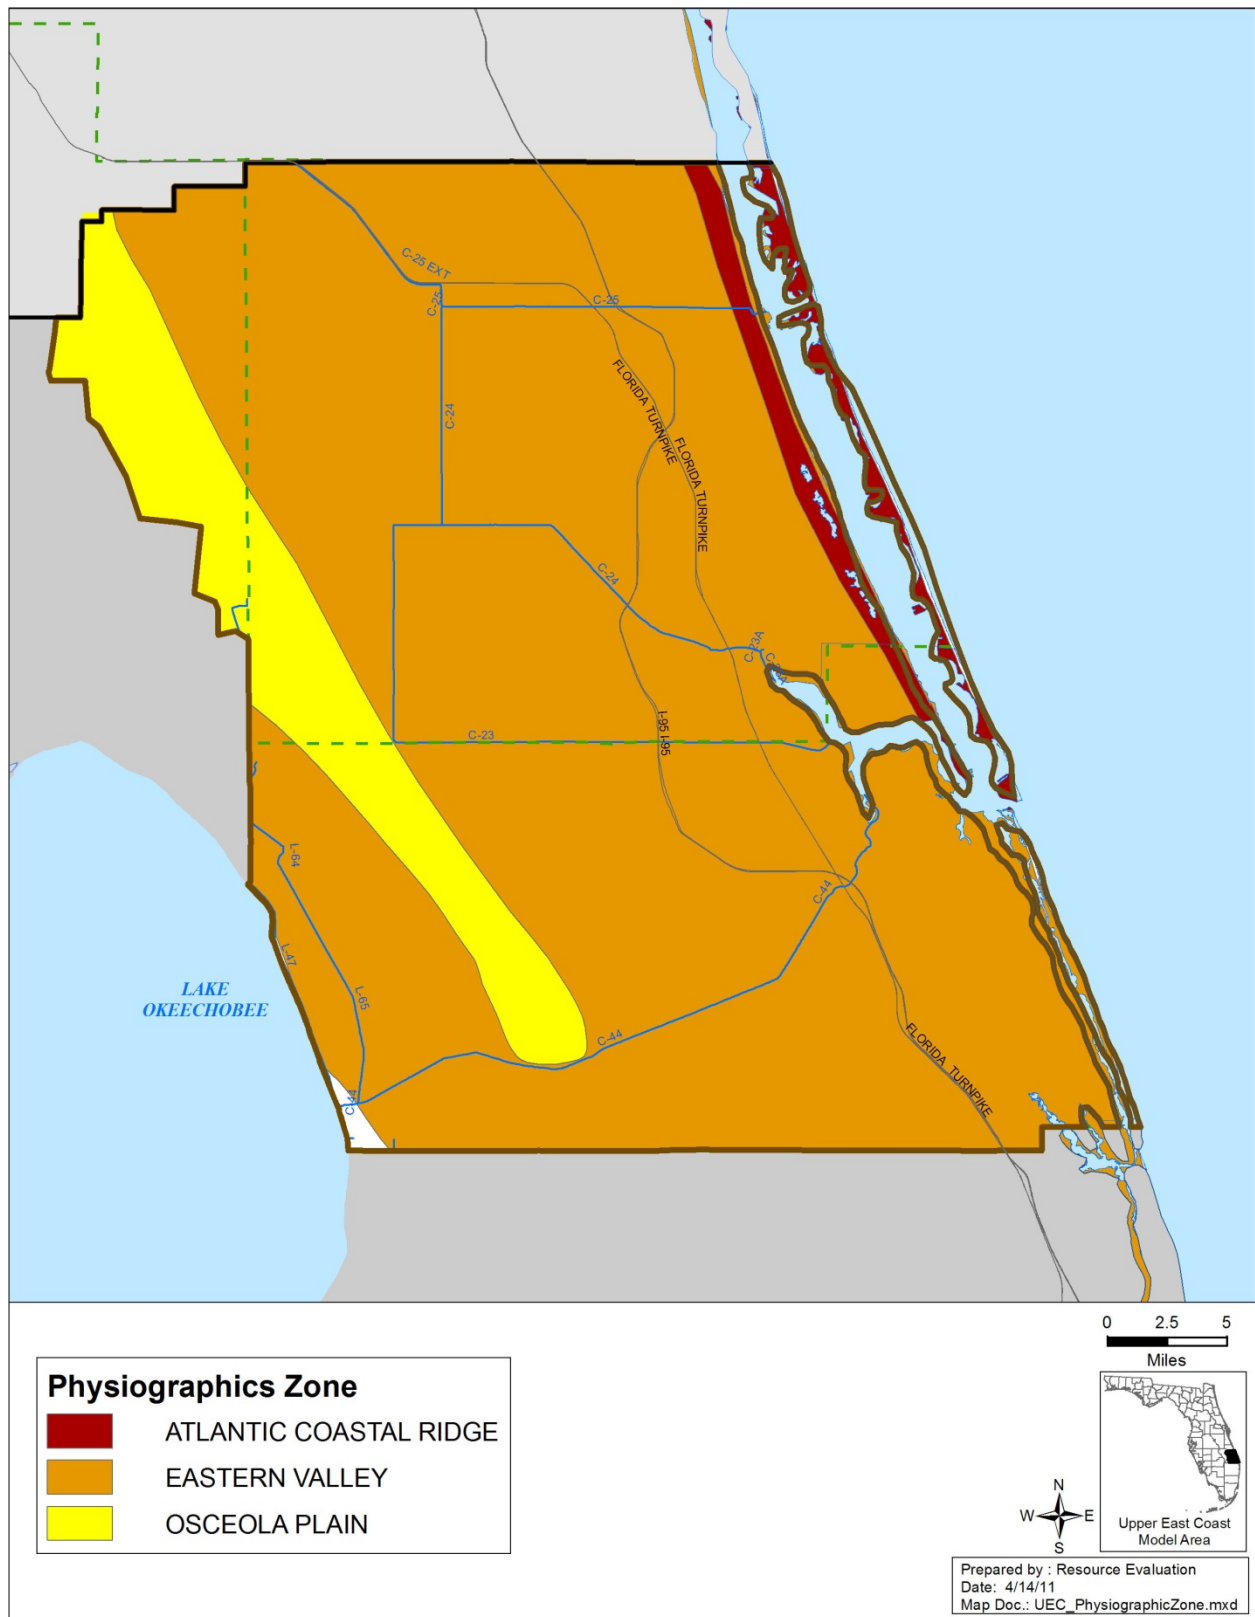 C-25 EXT
C-25
C-25
FLORIDA TURNPIKE
FLORIDA TURNPIKE
C-24
C-24
C-23A
C-23
I-95 I-95
L-64
L-47
L-65
C-44
C-44
C-44
LAKE
OKEECHOBEE
FLORIDA TURNPIKE
0 2.5 5
Miles
Physiographics Zone
ATLANTIC COASTAL RIDGE
EASTERN VALLEY
OSCEOLA PLAIN
N
W E
S
Upper East Coast
Model Area
Prepared by : Resource Evaluation
Date: 4/14/11
Map Doc.: UEC_PhysiographicZone.mxd